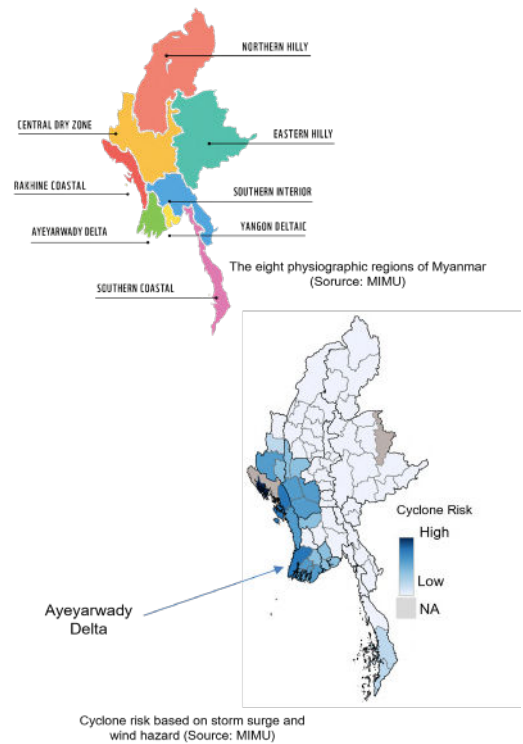 NORTHERN HILLY
CENTRAL DRY ZONE
EASTERN HILLY
RAKHINE COASTAL
SOUTHERN INTERIOR
AYEYARWADY DELTA
YANGON DELTAIC
SOUTHERN COASTAL
The eight physiographic regions of Myanmar
(Sorurce: MIMU)
Cyclone Risk
High
Low
NA
Ayeyarwady
Delta
Cyclone risk based on storm surge and
wind hazard (Source: MIMU)